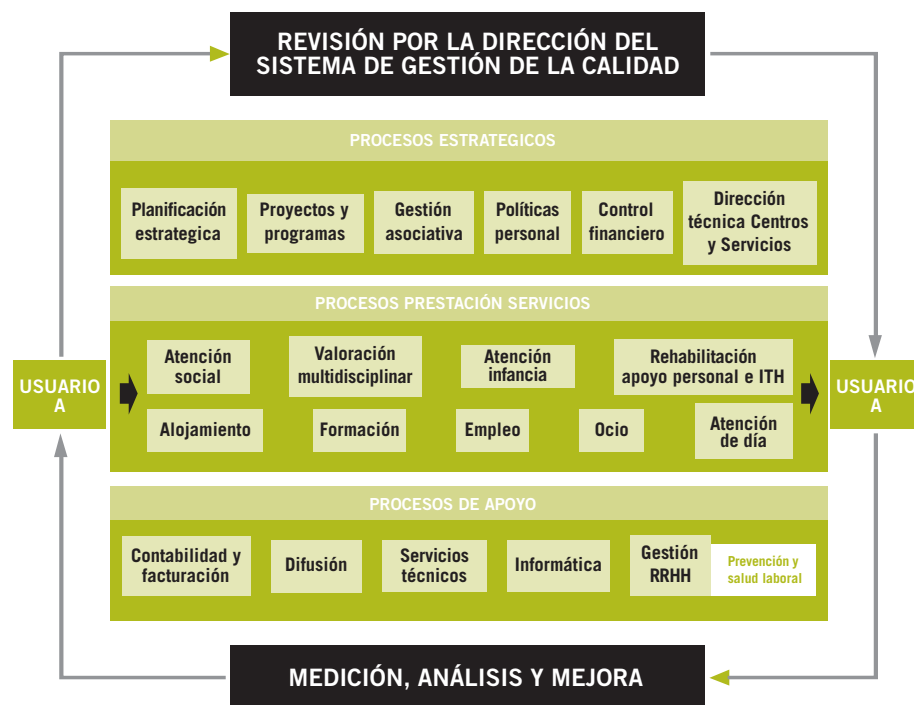 REVISIÓN POR LA DIRECCIÓN DEL
SISTEMA DE GESTIÓN DE LA CALIDAD
PROCESOS ESTRATEGICOS
Planificación
estrategica
Proyectos y
programas
Gestión
asociativa
Políticas
personal
Control
financiero
Dirección
técnica Centros
y Servicios
PROCESOS PRESTACIÓN SERVICIOS
USUARIO
A
Atención
social
Valoración
multidisciplinar
Atención
infancia
Rehabilitación
apoyo personal e ITH
Alojamiento
Formación
Empleo
Ocio
Atención
de día
USUARIO
A
PROCESOS DE APOYO
Contabilidad y
facturación
Difusión
Servicios
técnicos
Informática
Gestión
RRHH
Prevención y
salud laboral
MEDICIÓN, ANÁLISIS Y MEJORA